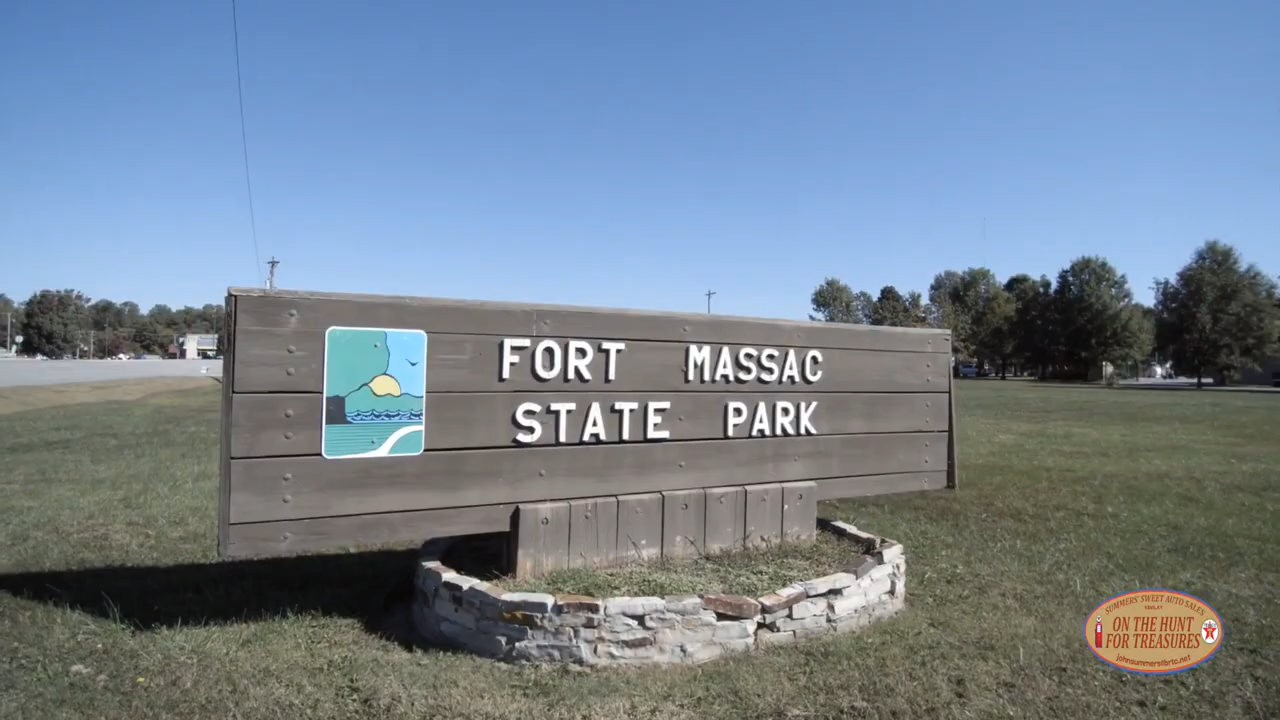 FORT MASSAC
STATE PARK
SUMMERS' SWEET AUTO SALES
ON THE HUNT
FOR TREASURES